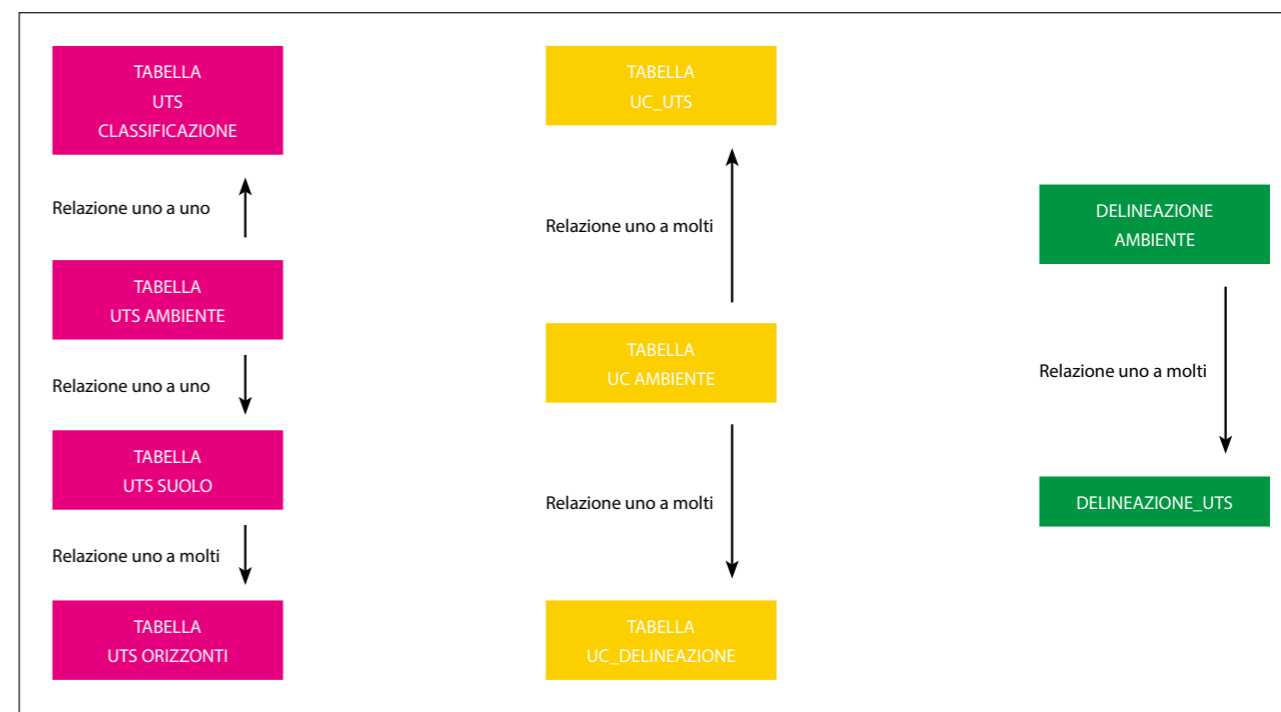 TABELLA
UTS
CLASSIFICAZIONE
Relazione uno a uno
TABELLA
UTS AMBIENTE
Relazione uno a uno
TABELLA
UTS SUOLO
Relazione uno a molti
TABELLA
UTS ORIZZONTI
TABELLA
UC_UTS
Relazione uno a molti
TABELLA
UC AMBIENTE
Relazione uno a molti
TABELLA
UC_DELINEAZIONE
DELINEAZIONE
AMBIENTE
Relazione uno a molti
DELINEAZIONE_UTS